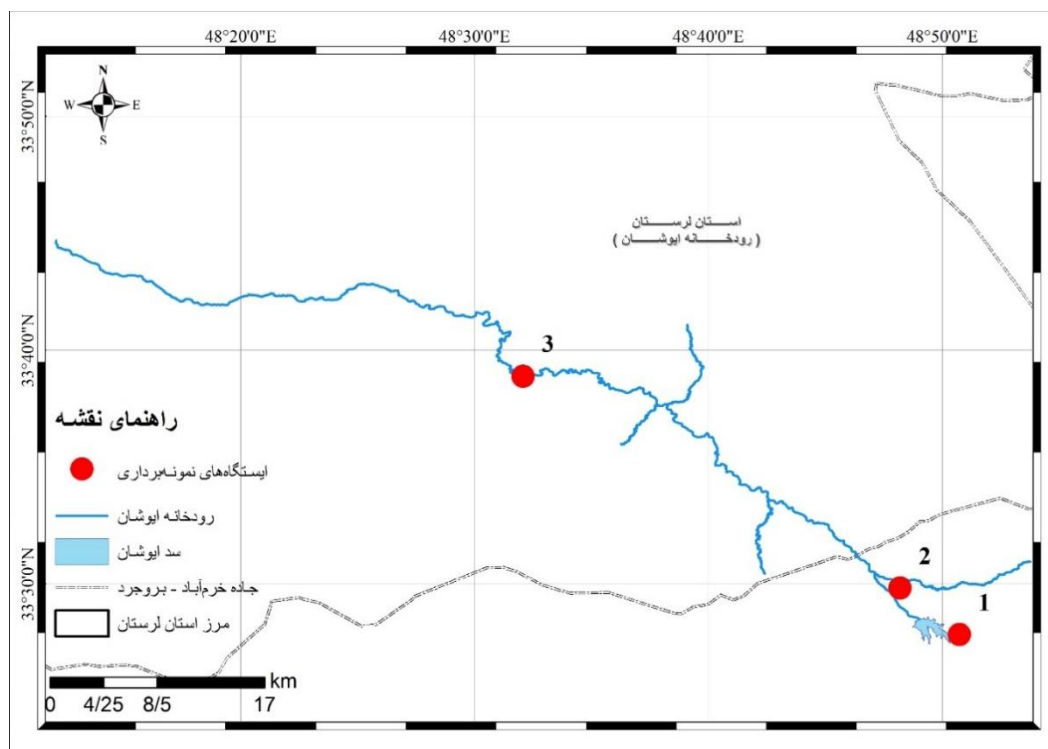 48°20'0"E
48°30'0"E
48°40'0"E
48°50'0"E
N
W
E
S
33°50'0"N
33°40'0"N
33°30'0"N
استان لرستان
( رودخانه ایوشان )
3
2
1
راهنمای نقشه
ایستگاه‌های نمونه‌برداری
رودخانه ایوشان
سد ایوشان
جاده خرم‌آباد - بروجرد
مرز استان لرستان
km
0 4/25 8/5 17